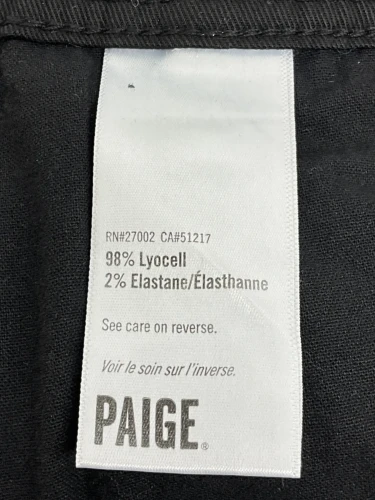 RN#27002 CA#51217
98% Lyocell
2% Elastane/Élasthanne
See care on reverse.
Voir le soin sur l'inverse.
PAIGE®